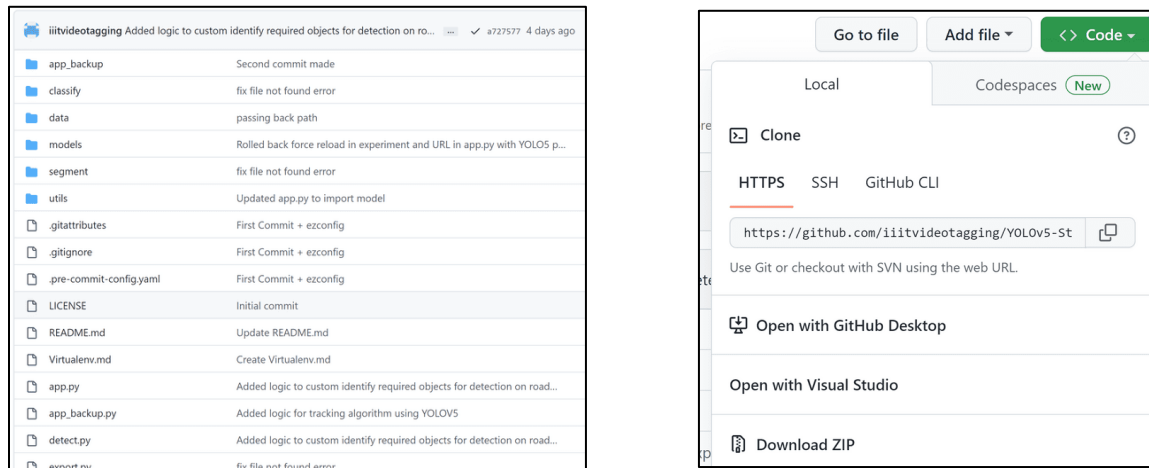 iiitvideotagging Added logic to custom identify required objects for detection on ro... ... a727577 4 days ago
app_backup Second commit made
classify fix file not found error
data passing back path
models Rolled back force reload in experiment and URL in app.py with YOLO5 p...
segment fix file not found error
utils Updated app.py to import model
.gitattributes First Commit + ezconfig
.gitignore First Commit + ezconfig
.pre-commit-config.yaml First Commit + ezconfig
LICENSE Initial commit
README.md Update README.md
Virtualenv.md Create Virtualenv.md
app.py Added logic to custom identify required objects for detection on road...
app_backup.py Added logic for tracking algorithm using YOLOV5
detect.py Added logic to custom identify required objects for detection on road...
export.py fix file not found error
Go to file Add file <> Code
Local Codespaces New
Clone
HTTPS SSH GitHub CLI
https://github.com/iiitvideotagging/YOLOv5-St
Use Git or checkout with SVN using the web URL.
Open with GitHub Desktop
Open with Visual Studio
Download ZIP